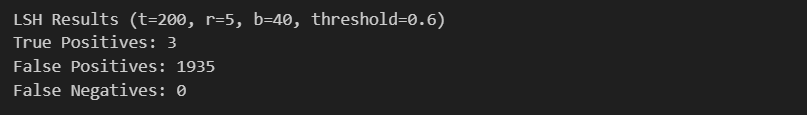 LSH Results (t=200, r=5, b=40, threshold=0.6)
True Positives: 3
False Positives: 1935
False Negatives: 0